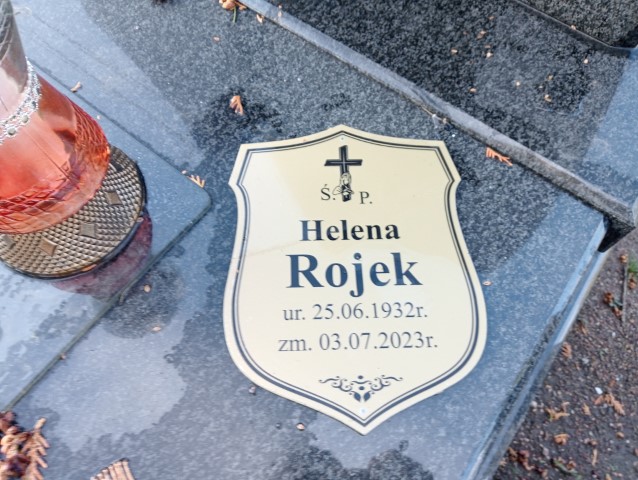 Ś. P.
Helena
Rojek
ur. 25.06.1932r.
zm. 03.07.2023r.